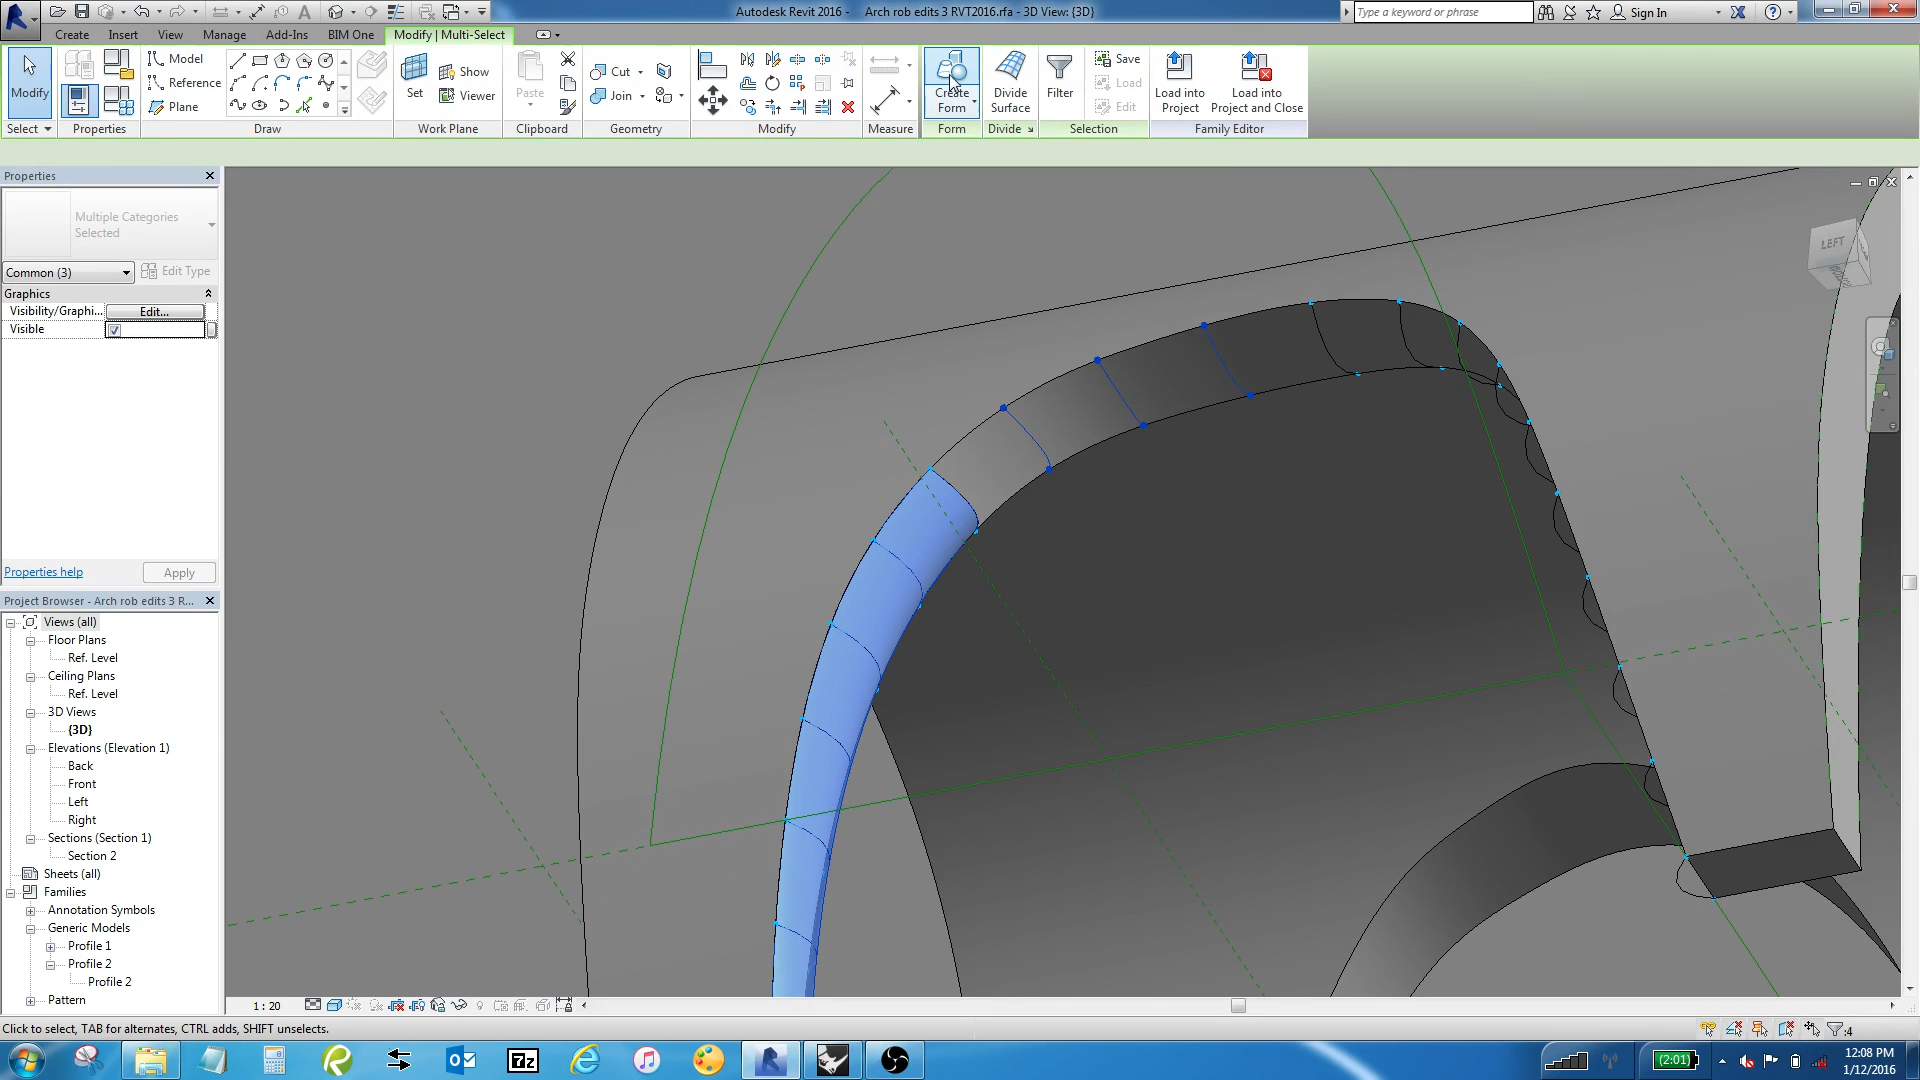 Autodesk Revit 2016 - Arch rob edits 3 RVT2016.rfa - 3D View: {3D}
Type a keyword or phrase
Sign In
Create Insert View Manage Add-Ins BIM One Modify | Multi-Select
Modify
Select
Properties
Model
Reference
Plane
Draw
Set
Show
Viewer
Work Plane
Paste
Clipboard
Cut
Join
Geometry
Modify
Measure
Create
Form
Form
Divide
Surface
Divide
Filter
Save
Load
Edit
Selection
Load into
Project
Load into
Project and Close
Family Editor
Properties
Multiple Categories
Selected
Common (3)
Edit Type
Graphics
Visibility/Graphi...
Edit...
Visible
Properties help
Apply
Project Browser - Arch rob edits 3 R...
Views (all)
Floor Plans
Ref. Level
Ceiling Plans
Ref. Level
3D Views
{3D}
Elevations (Elevation 1)
Back
Front
Left
Right
Sections (Section 1)
Section 2
Sheets (all)
Families
Annotation Symbols
Generic Models
Profile 1
Profile 2
Profile 2
Pattern
LEFT
1 : 20
Click to select, TAB for alternates, CTRL adds, SHIFT unselects.
:4
7z
(2:01)
12:08 PM
1/12/2016